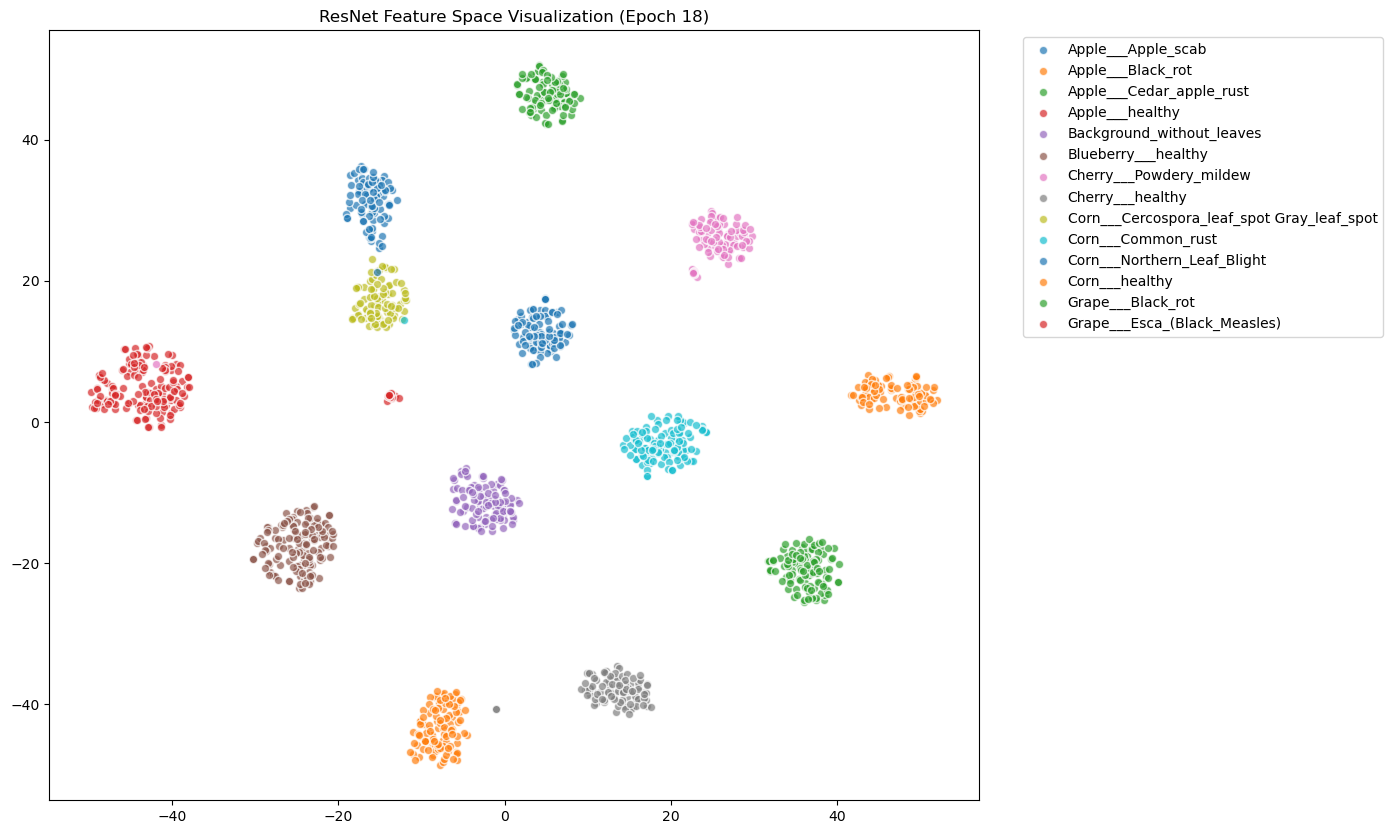 ResNet Feature Space Visualization (Epoch 18)
40
20
0
−20
−40
−40
−20
0
20
40
Apple___Apple_scab
Apple___Black_rot
Apple___Cedar_apple_rust
Apple___healthy
Background_without_leaves
Blueberry___healthy
Cherry___Powdery_mildew
Cherry___healthy
Corn___Cercospora_leaf_spot Gray_leaf_spot
Corn___Common_rust
Corn___Northern_Leaf_Blight
Corn___healthy
Grape___Black_rot
Grape___Esca_(Black_Measles)